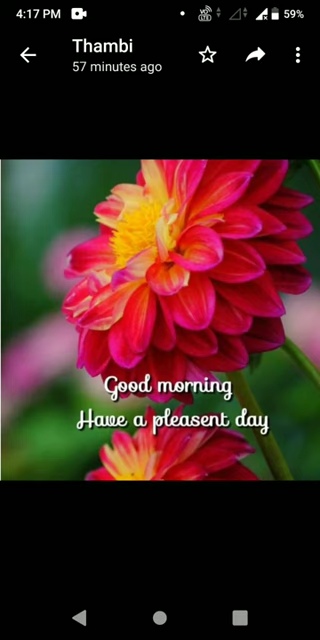 4:17 PM
59%
Thambi
57 minutes ago
Good morning
Have a pleasent day